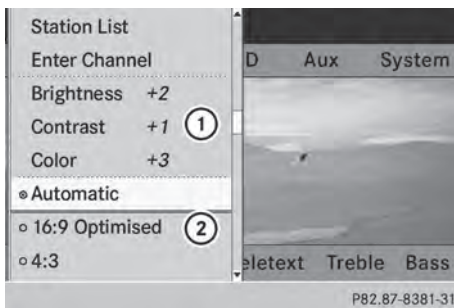 Station List
Enter Channel
Brightness +2
Contrast +1
1
Color +3
Automatic
16:9 Optimised
2
4:3
D Aux System
eletext Treble Bass
P82.87-8381-31